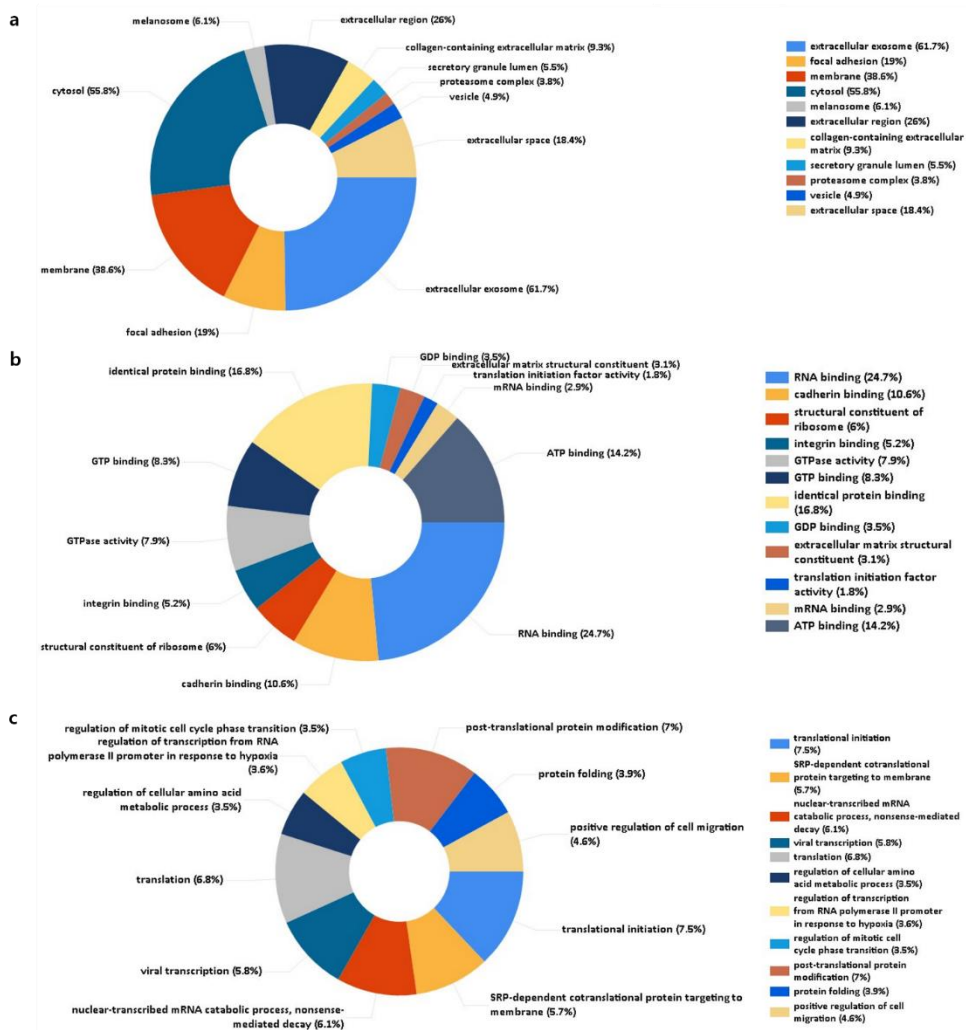 a
melanosome (6.1%)
extracellular region (26%)
collagen-containing extracellular matrix (9.3%)
secretory granule lumen (5.5%)
proteasome complex (3.8%)
vesicle (4.9%)
cytosol (55.8%)
extracellular space (18.4%)
membrane (38.6%)
extracellular exosome (61.7%)
focal adhesion (19%)
extracellular exosome (61.7%)
focal adhesion (19%)
membrane (38.6%)
cytosol (55.8%)
melanosome (6.1%)
extracellular region (26%)
collagen-containing extracellular
matrix (9.3%)
secretory granule lumen (5.5%)
proteasome complex (3.8%)
vesicle (4.9%)
extracellular space (18.4%)
b
GDP binding (3.5%)
extracellular matrix structural constituent (3.1%)
identical protein binding (16.8%)
translation initiation factor activity (1.8%)
mRNA binding (2.9%)
ATP binding (14.2%)
GTP binding (8.3%)
GTPase activity (7.9%)
integrin binding (5.2%)
structural constituent of ribosome (6%)
RNA binding (24.7%)
cadherin binding (10.6%)
RNA binding (24.7%)
cadherin binding (10.6%)
structural constituent of
ribosome (6%)
integrin binding (5.2%)
GTPase activity (7.9%)
GTP binding (8.3%)
identical protein binding
(16.8%)
GDP binding (3.5%)
extracellular matrix structural
constituent (3.1%)
translation initiation factor
activity (1.8%)
mRNA binding (2.9%)
ATP binding (14.2%)
c
regulation of mitotic cell cycle phase transition (3.5%)
regulation of transcription from RNA
polymerase II promoter in response to hypoxia
(3.6%)
post-translational protein modification (7%)
protein folding (3.9%)
regulation of cellular amino acid
metabolic process (3.5%)
positive regulation of cell migration
(4.6%)
translation (6.8%)
translational initiation (7.5%)
viral transcription (5.8%)
nuclear-transcribed mRNA catabolic process, nonsense-
mediated decay (6.1%)
SRP-dependent cotranslational protein targeting to
membrane (5.7%)
translational initiation
(7.5%)
SRP-dependent cotranslational
protein targeting to membrane
(5.7%)
nuclear-transcribed mRNA
catabolic process, nonsense-mediated
decay (6.1%)
viral transcription (5.8%)
translation (6.8%)
regulation of cellular amino
acid metabolic process (3.5%)
regulation of transcription
from RNA polymerase II promoter
in response to hypoxia (3.6%)
regulation of mitotic cell
cycle phase transition (3.5%)
post-translational protein
modification (7%)
protein folding (3.9%)
positive regulation of cell
migration (4.6%)